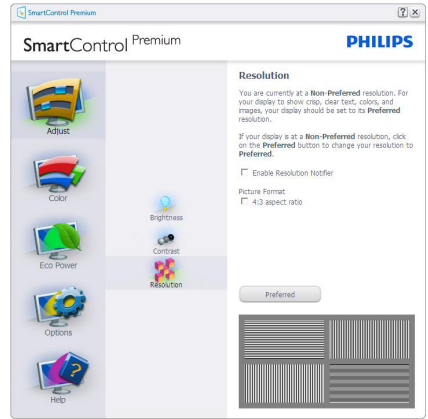 SmartControl Premium
SmartControl Premium
PHILIPS
Adjust
Color
Eco Power
Options
Help
Brightness
Contrast
Resolution
Resolution
You are currently at a Non-Preferred resolution. For
your display to show crisp, clear text, colors, and
images, your display should be set to its Preferred
resolution.
If your display is at a Non-Preferred resolution, click
on the Preferred button to change your resolution to
Preferred.
Enable Resolution Notifier
Picture Format
4:3 aspect ratio
Preferred